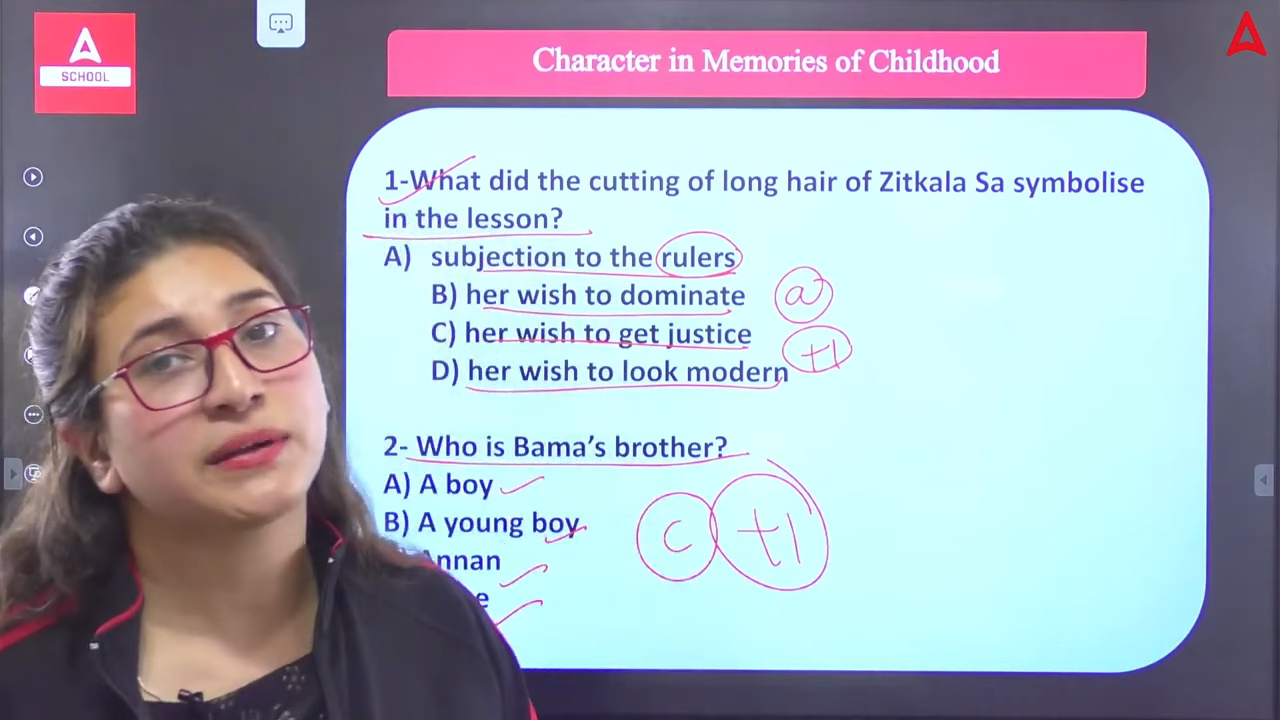 SCHOOL
Character in Memories of Childhood
1-What did the cutting of long hair of Zitkala Sa symbolise
in the lesson?
A) subjection to the rulers
B) her wish to dominate a
C) her wish to get justice
+1
D) her wish to look modern
2- Who is Bama's brother?
A) A boy
B) A young boy
c +1
Annan